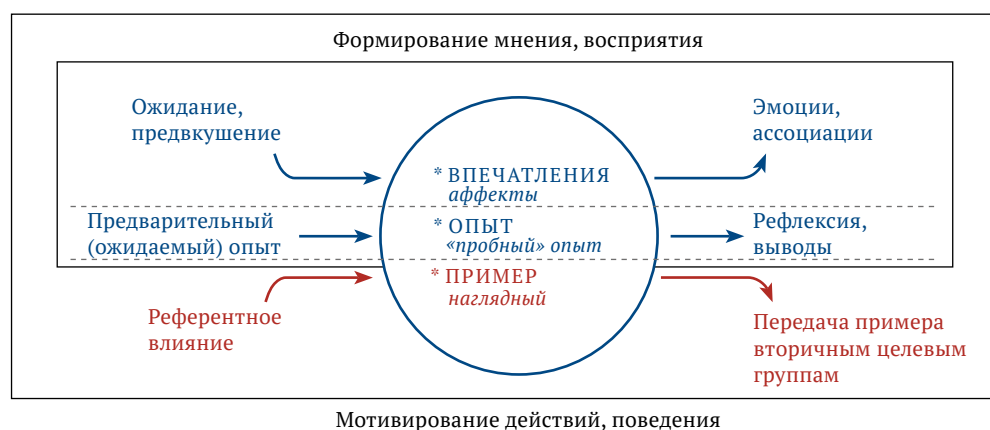 Формирование мнения, восприятия
Ожидание,
предвкушение
* ВПЕЧАТЛЕНИЯ
аффекты
Эмоции,
ассоциации
Предварительный
(ожидаемый) опыт
* ОПЫТ
«пробный» опыт
Рефлексия,
выводы
Референтное
влияние
* ПРИМЕР
наглядный
Передача примера
вторичным целевым
группам
Мотивирование действий, поведения